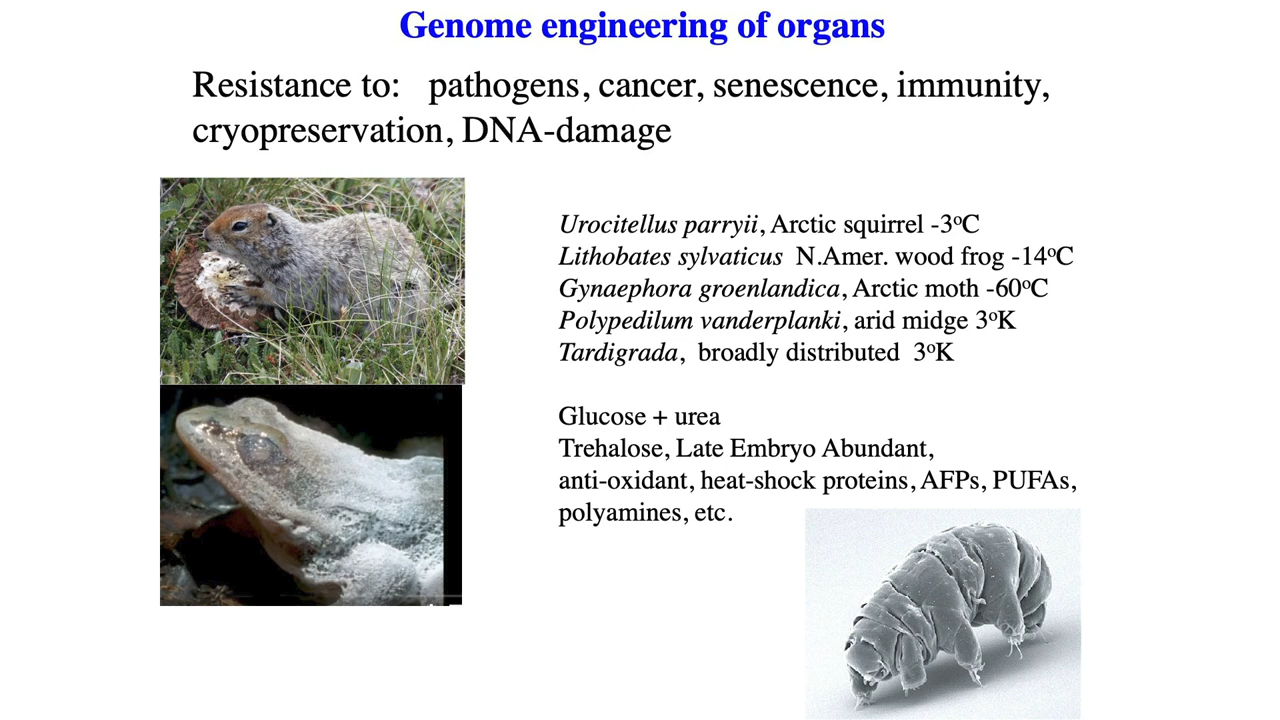 Genome engineering of organs
Resistance to: pathogens, cancer, senescence, immunity,
cryopreservation, DNA-damage
Urocitellus parryii, Arctic squirrel -3ºC
Lithobates sylvaticus N.Amer. wood frog -14ºC
Gynaephora groenlandica, Arctic moth -60ºC
Polypedilum vanderplanki, arid midge 3ºK
Tardigrada, broadly distributed 3ºK
Glucose + urea
Trehalose, Late Embryo Abundant,
anti-oxidant, heat-shock proteins, AFPs, PUFAs,
polyamines, etc.